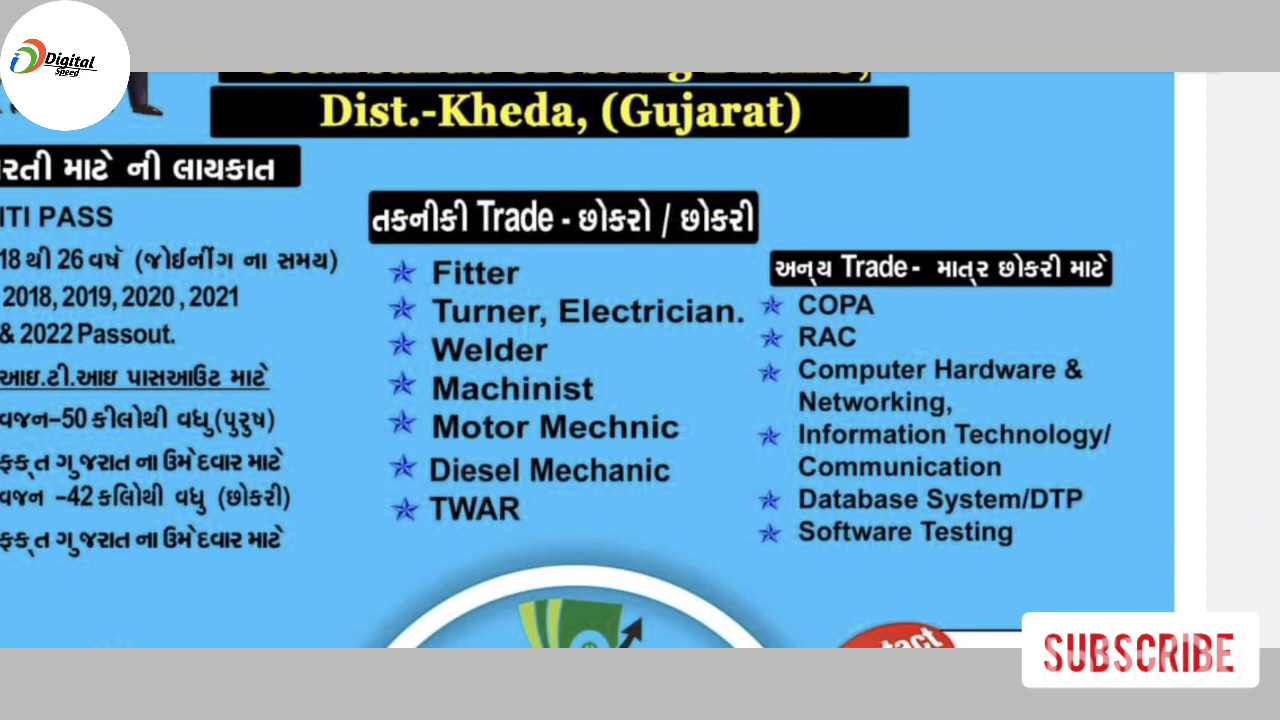 Digital
Speed
Dist.-Kheda, (Gujarat)
માટે ની લાયકાત
ITI PASS
18 થી 26 વર્ષ (જોઈનીંગ ના સમય)
2018, 2019, 2020 , 2021
& 2022 Passout.
આઇ.ટી.આઇ પાસઆઉટ માટે
વજન–50 કીલોથી વધુ (પુરુષ)
ફક્ત ગુજરાત ના ઉમેદવાર માટે
વજન –42 કલિોથી વધુ (છોકરી)
ફક્ત ગુજરાત ના ઉમેદવાર માટે
તકનીકી Trade - છોકરો / છોકરી
Fitter
Turner, Electrician.
Welder
Machinist
Motor Mechnic
Diesel Mechanic
TWAR
અન્ય Trade - માત્ર છોકરી માટે
COPA
RAC
Computer Hardware &
Networking,
Information Technology/
Communication
Database System/DTP
Software Testing
SUBSCRIBE